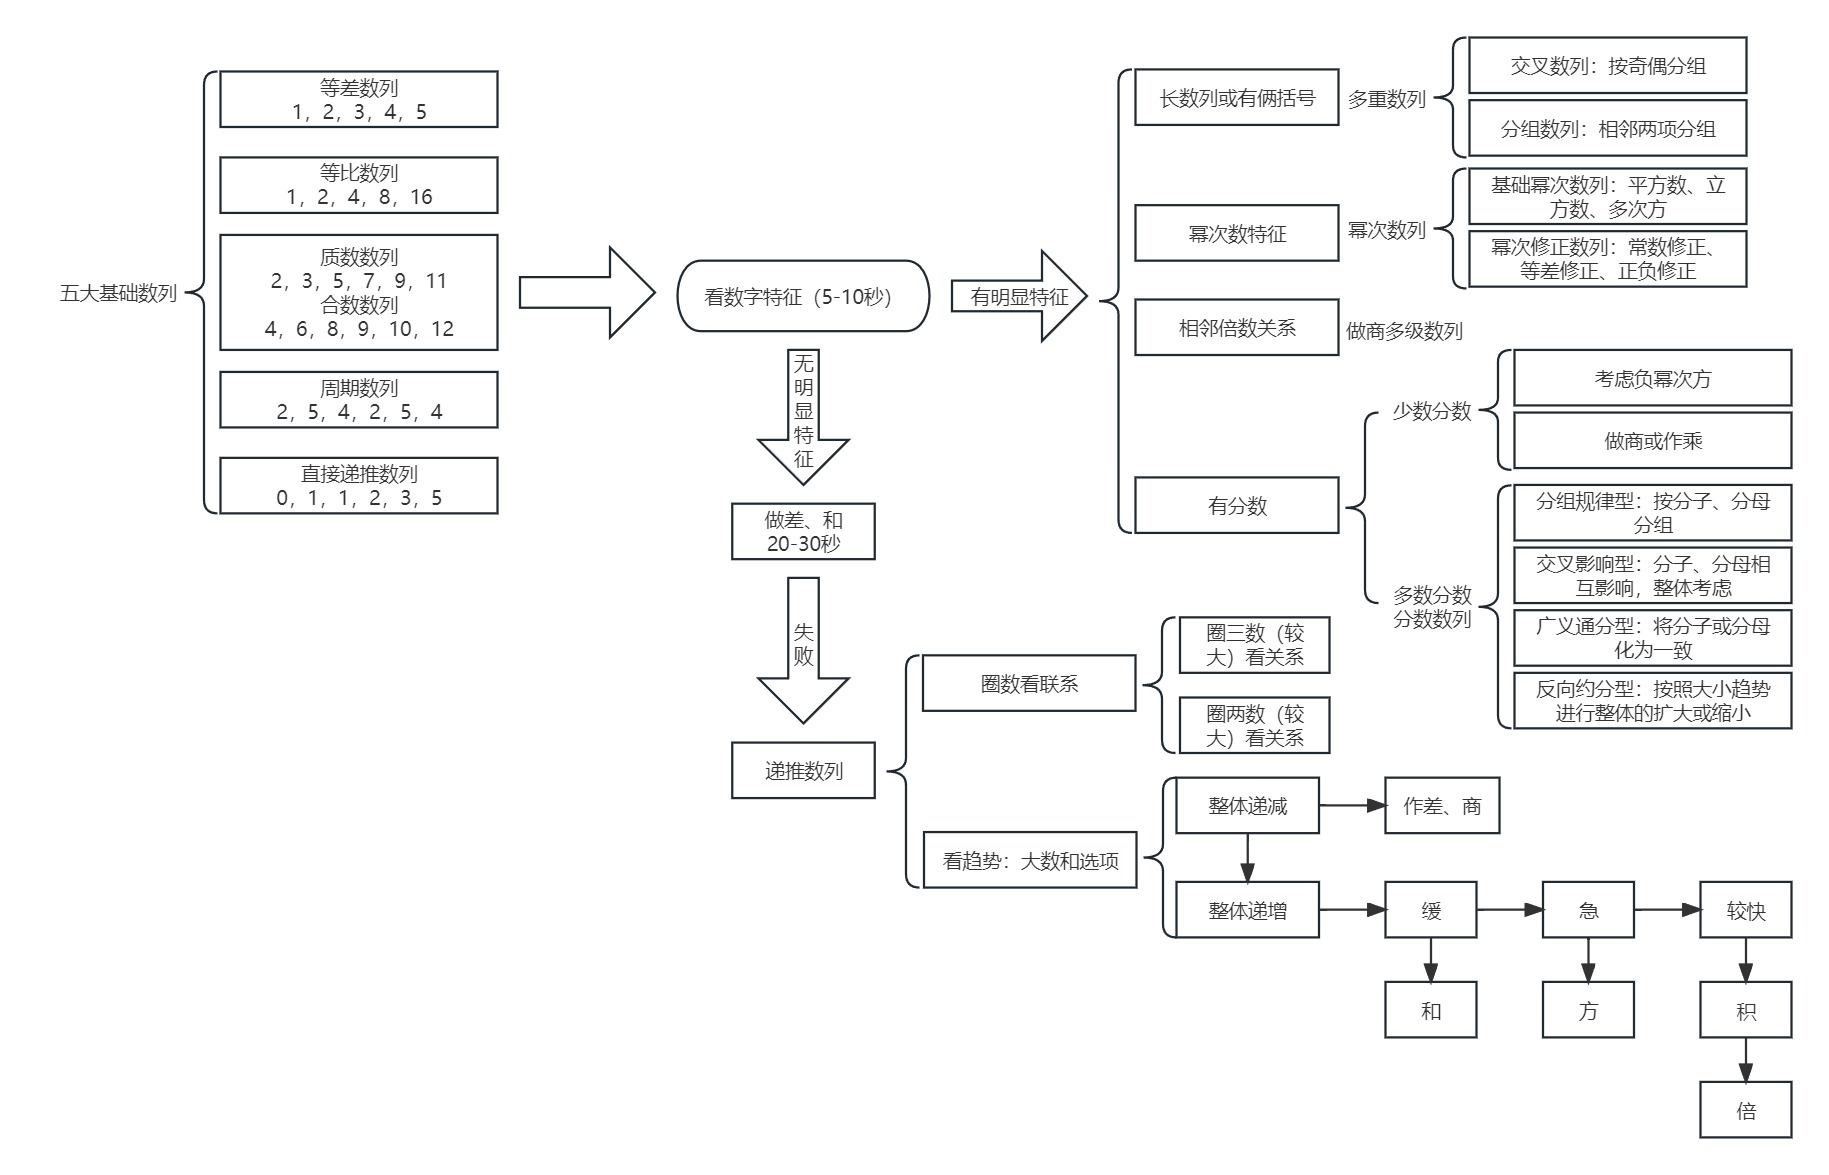 五大基础数列
等差数列
1，2，3，4，5
等比数列
1，2，4，8，16
质数数列
2，3，5，7，9，11
合数数列
4，6，8，9，10，12
周期数列
2，5，4，2，5，4
直接递推数列
0，1，1，2，3，5
看数字特征（5-10秒）
有明显特征
长数列或有俩括号
多重数列
交叉数列：按奇偶分组
分组数列：相邻两项分组
幂次数特征
幂次数列
基础幂次数列：平方数、立
方数、多次方
幂次修正数列：常数修正、
等差修正、正负修正
相邻倍数关系
做商多级数列
有分数
少数分数
考虑负幂次方
做商或作乘
多数分数
分数数列
分组规律型：按分子、分母
分组
交叉影响型：分子、分母相
互影响，整体考虑
广义通分型：将分子或分母
化为一致
反向约分型：按照大小趋势
进行整体的扩大或缩小
无
明
显
特
征
做差、和
20-30秒
失
败
递推数列
圈数看联系
圈三数（较
大）看关系
圈两数（较
大）看关系
看趋势：大数和选项
整体递减
作差、商
整体递增
缓
急
较快
和
方
积
倍